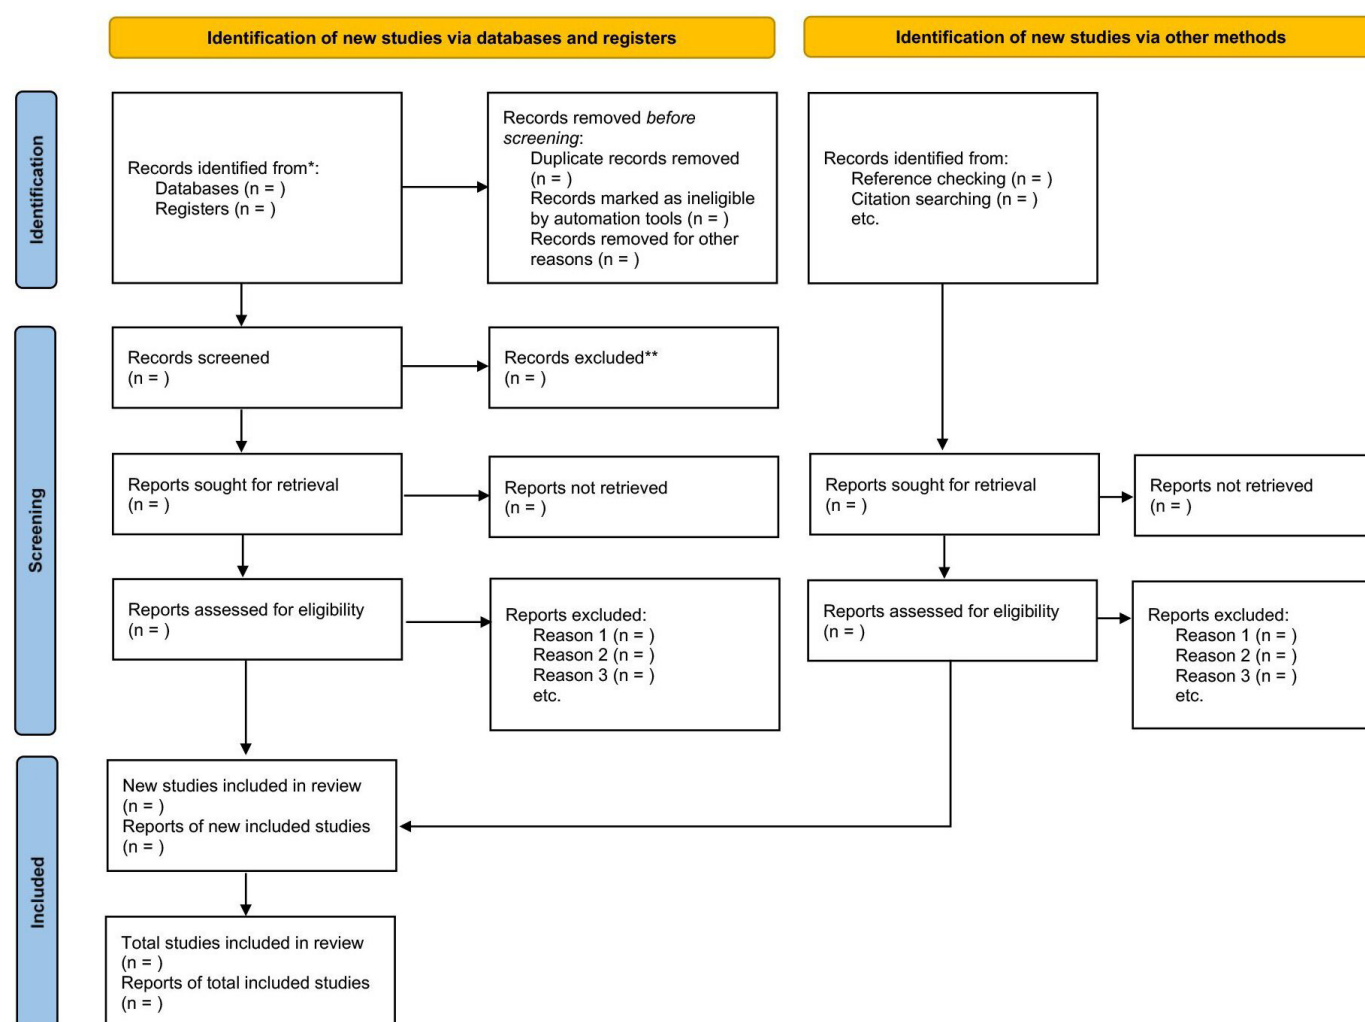 Identification of new studies via databases and registers
Identification of new studies via other methods
Identification
Records identified from*:
Databases (n = )
Registers (n = )
Records removed before
screening:
Duplicate records removed
(n = )
Records marked as ineligible
by automation tools (n = )
Records removed for other
reasons (n = )
Records identified from:
Reference checking (n = )
Citation searching (n = )
etc.
Screening
Records screened
(n = )
Records excluded**
(n = )
Reports sought for retrieval
(n = )
Reports not retrieved
(n = )
Reports sought for retrieval
(n = )
Reports not retrieved
(n = )
Reports assessed for eligibility
(n = )
Reports excluded:
Reason 1 (n = )
Reason 2 (n = )
Reason 3 (n = )
etc.
Reports assessed for eligibility
(n = )
Reports excluded:
Reason 1 (n = )
Reason 2 (n = )
Reason 3 (n = )
etc.
Included
New studies included in review
(n = )
Reports of new included studies
(n = )
Total studies included in review
(n = )
Reports of total included studies
(n = )